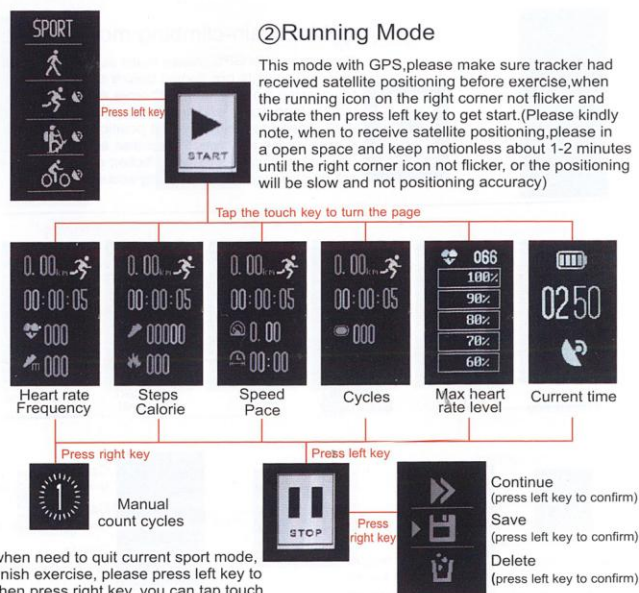 SPORT
②Running Mode
This mode with GPS,please make sure tracker had
received satellite positioning before exercise,when
the running icon on the right corner not flicker and
vibrate then press left key to get start.(Please kindly
note, when to receive satellite positioning,please in
a open space and keep motionless about 1-2 minutes
until the right corner icon not flicker, or the positioning
will be slow and not positioning accuracy)
Press left key
START
Tap the touch key to turn the page
0.00km
00:00:05
000
m 000
0.00km
00:00:05
00000
000
0.00km
00:00:05
0.00
00:00
0.00km
00:00:05
000
066
100%
90%
80%
70%
60%
0250
Heart rate
Frequency
Steps
Calorie
Speed
Pace
Cycles
Max heart
rate level
Current time
Press right key
Press left key
1
Manual
count cycles
STOP
Press
right key
Continue
(press left key to confirm)
Save
(press left key to confirm)
Delete
(press left key to confirm)
when need to quit current sport mode,
nish exercise, please press left key to
hen press right key, you can tap touch